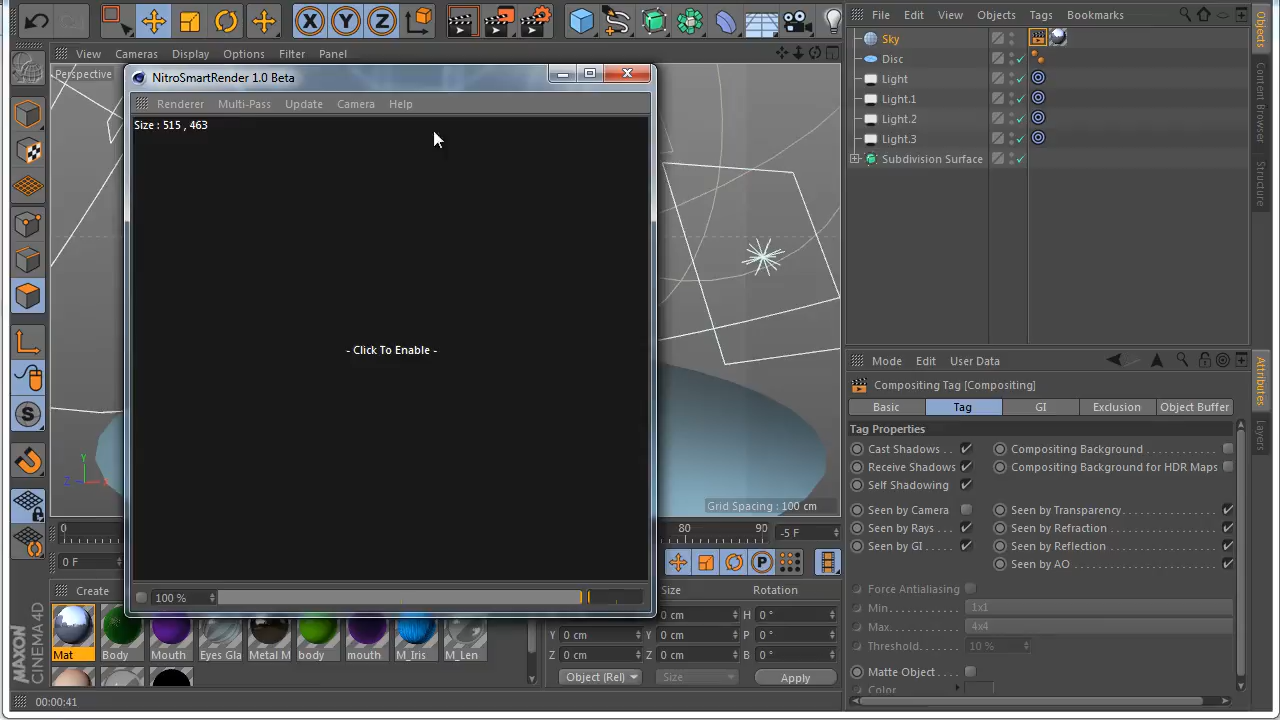 File Edit View Objects Tags Bookmarks
View Cameras Display Options Filter Panel
Perspective
NitroSmartRender 1.0 Beta
Renderer Multi-Pass Update Camera Help
Size : 515 , 463
- Click To Enable -
100 %
Sky
Disc
Light
Light.1
Light.2
Light.3
Subdivision Surface
Objects
Content Browser
Structure
Mode Edit User Data
Compositing Tag [Compositing]
Basic Tag GI Exclusion Object Buffer
Tag Properties
Cast Shadows . . Compositing Background
Receive Shadows Compositing Background for HDR Maps
Self Shadowing
Seen by Camera Seen by Transparency
Seen by Rays Seen by Refraction
Seen by GI Seen by Reflection
Seen by AO
Force Antialiasing
Min 1x1
Max. 4x4
Threshold. 10 %
Matte Object
Color
Attributes
Layers
Y
Z
X
Grid Spacing : 100 cm
0 80 90 -5 F
0 F
P
Create
Mat Body Mouth Eyes Gla Metal M body mouth M_Iris M_Len
Size Rotation
0 cm H 0 °
Y 0 cm Y 0 cm P 0 °
Z 0 cm Z 0 cm B 0 °
Object (Rel) Size Apply
MAXON
CINEMA 4D
00:00:41
X Y Z
S